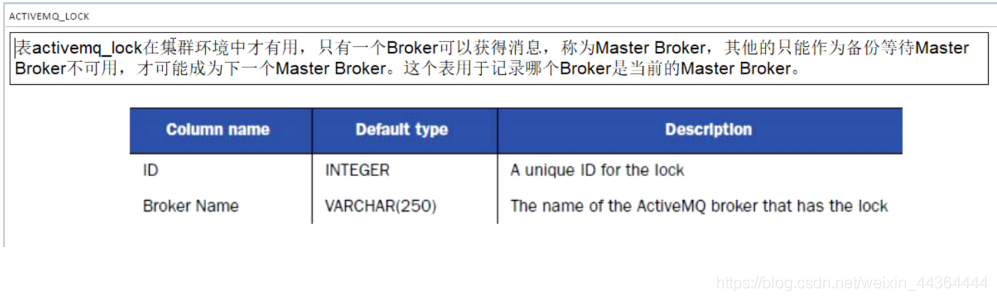 ACTIVEMQ_LOCK
表activemq_lock在集群环境中才有用，只有一个Broker可以获得消息，称为Master Broker，其他的只能作为备份等待Master
Broker不可用，才可能成为下一个Master Broker。这个表用于记录哪个Broker是当前的Master Broker。
Column name Default type Description
ID INTEGER A unique ID for the lock
Broker Name VARCHAR(250) The name of the ActiveMQ broker that has the lock
https://blog.csdn.net/weixin_44364444